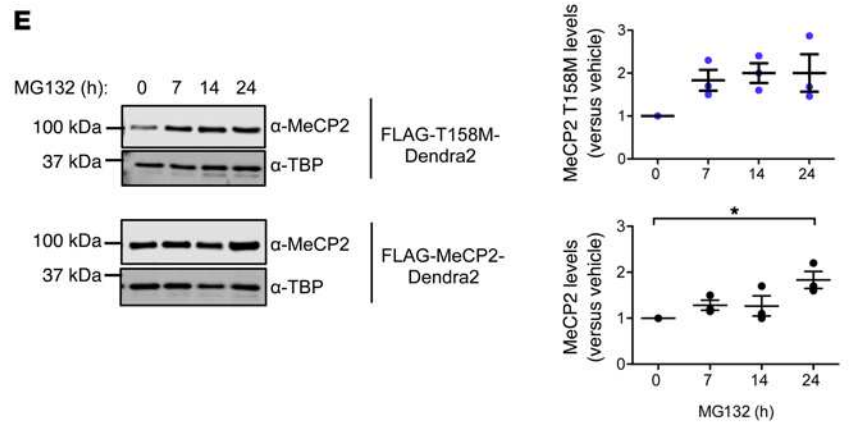 E
MG132 (h): 0 7 14 24
100 kDa α-MeCP2
37 kDa α-TBP
FLAG-T158M-
Dendra2
100 kDa α-MeCP2
37 kDa α-TBP
FLAG-MeCP2-
Dendra2
MeCP2 T158M levels
(versus vehicle)
3
2
1
0
0 7 14 24
MeCP2 levels
(versus vehicle)
*
3
2
1
0
0 7 14 24
MG132 (h)